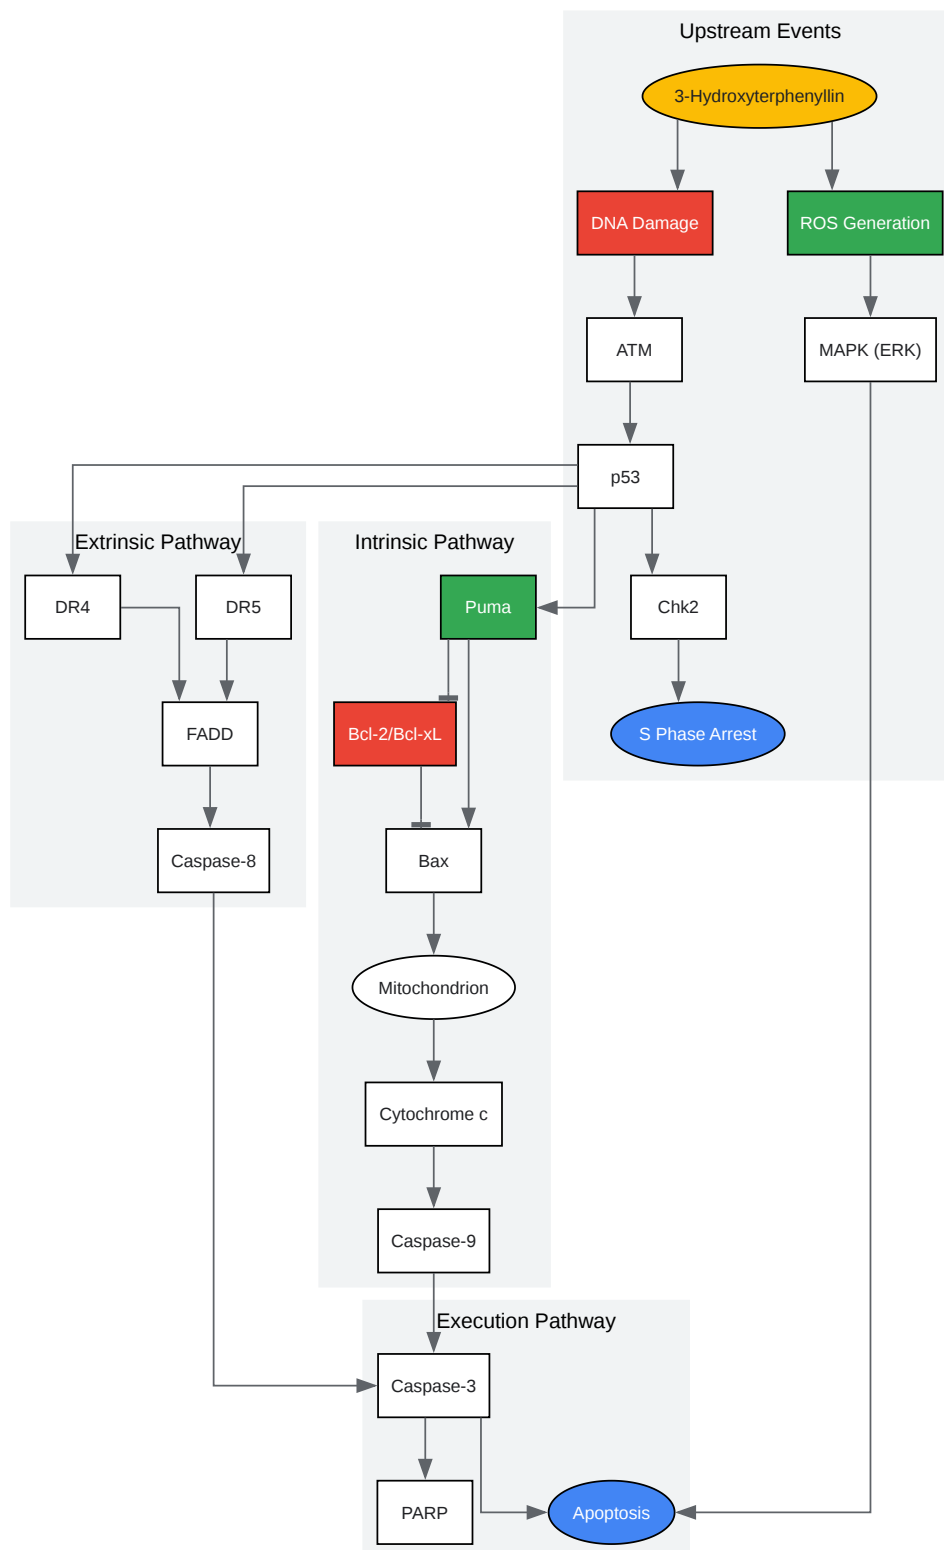 Upstream Events
3-Hydroxyterphenyllin
DNA Damage
ROS Generation
ATM
MAPK (ERK)
p53
Extrinsic Pathway
Intrinsic Pathway
DR4
DR5
Puma
Chk2
FADD
Bcl-2/Bcl-xL
S Phase Arrest
Caspase-8
Bax
Mitochondrion
Cytochrome c
Caspase-9
Execution Pathway
Caspase-3
PARP
Apoptosis